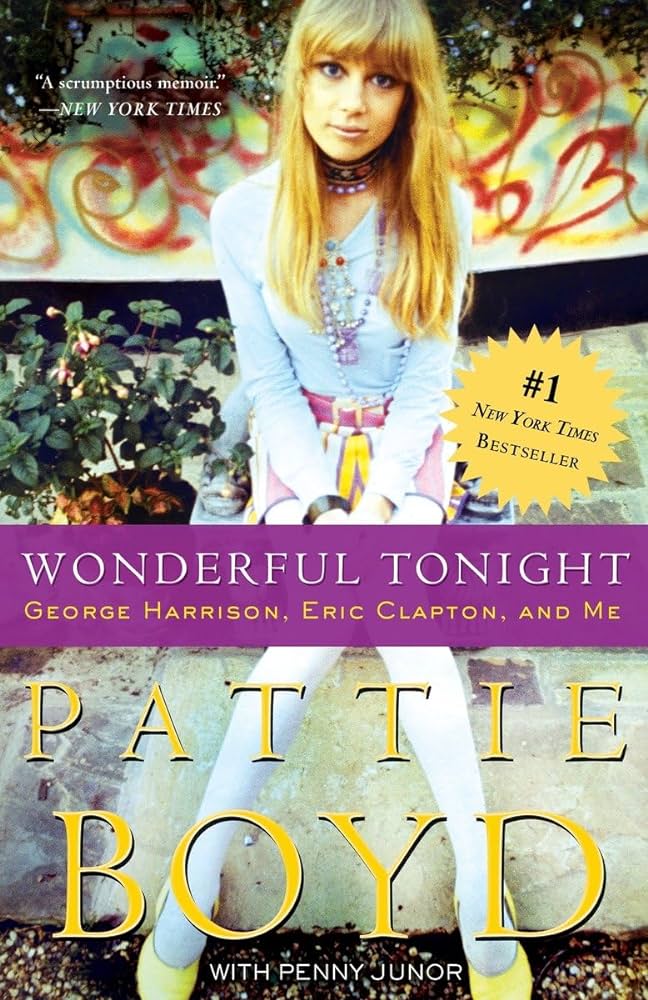 “A scrumptious memoir.”
—NEW YORK TIMES
#1
NEW YORK TIMES
BESTSELLER
WONDERFUL TONIGHT
GEORGE HARRISON, ERIC CLAPTON, AND ME
PATTIE
BOYD
WITH PENNY JUNOR